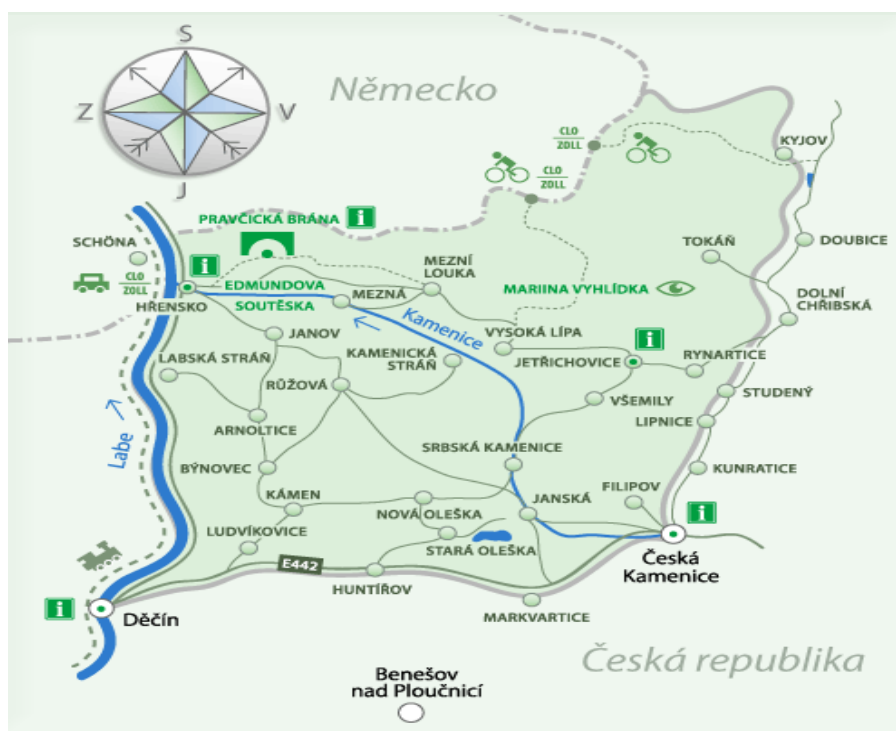 S
Německo
Z
V
CLO
ZOLL
KYJOV
CLO
ZOLL
J
PRAVČICKÁ BRÁNA
i
SCHÖNA
TOKÁŇ
DOUBICE
i
MEZNÍ
LOUKA
CLO
ZOLL
EDMUNDOVA
MEZNÁ
MARIINA VYHLÍDKA
HŘENSKO
SOUTĚSKA
DOLNÍ
CHŘIBSKÁ
Kamenice
JANOV
VYSOKÁ LÍPA
i
LABSKÁ STRÁŇ
KAMENICKÁ
STRÁŇ
JETŘICHOVICE
RYNARTICE
RŮŽOVÁ
STUDENÝ
VŠEMILY
LIPNICE
Labe
ARNOLTICE
SRBSKÁ KAMENICE
BÝNOVEC
KUNRATICE
KÁMEN
JANSKÁ
FILIPOV
NOVÁ OLEŠKA
i
LUDVÍKOVICE
STARÁ OLEŠKA
Česká
Kamenice
E442
HUNTÍŘOV
i
Děčín
MARKVARTICE
Česká republika
Benešov
nad Ploučnicí